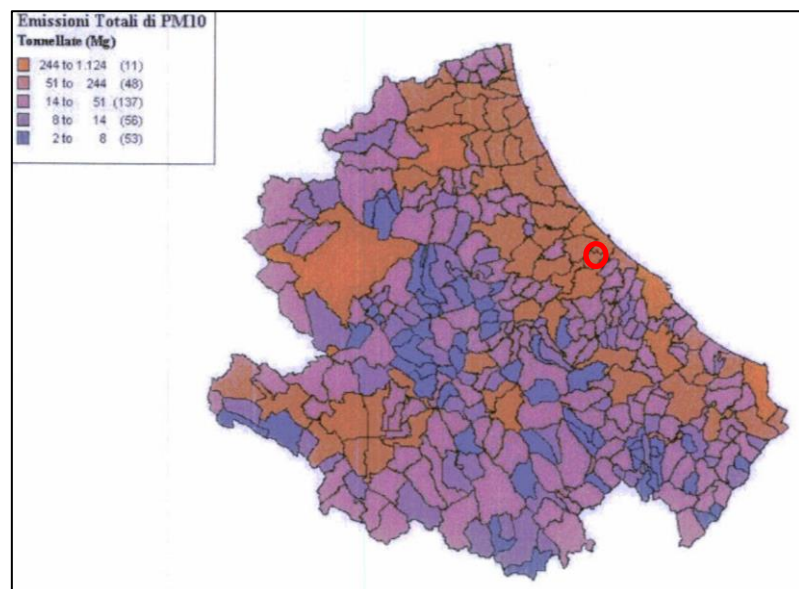 Emissioni Totali di PM10
Tonnellate (Mg)
244 to 1.124 (11)
51 to 244 (48)
14 to 51 (137)
8 to 14 (56)
2 to 8 (53)